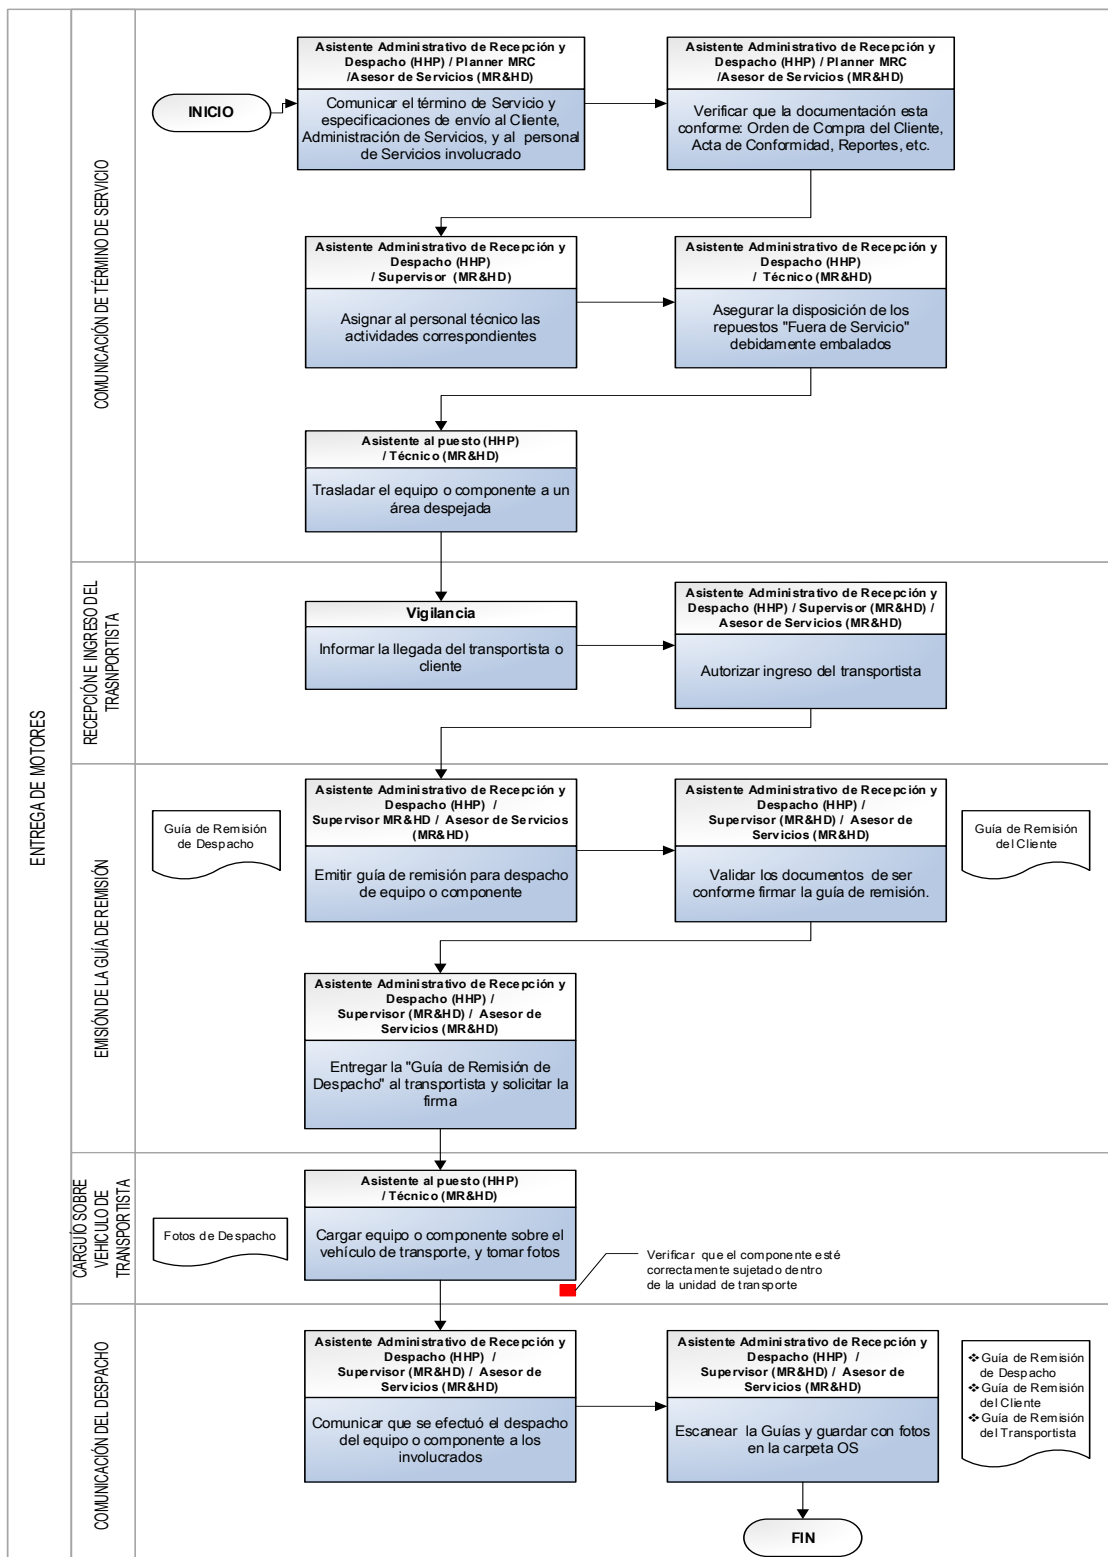 ENTREGA DE MOTORES
COMUNICACIÓN DE TÉRMINO DE SERVICIO
INICIO
Asistente Administrativo de Recepción y
Despacho (HHP) / Planner MRC
/Asesor de Servicios (MR&HD)
Comunicar el término de Servicio y
especificaciones de envío al Cliente,
Administración de Servicios, y al personal
de Servicios involucrado
Asistente Administrativo de Recepción y
Despacho (HHP) / Planner MRC
/Asesor de Servicios (MR&HD)
Verificar que la documentación esta
conforme: Orden de Compra del Cliente,
Acta de Conformidad, Reportes, etc.
Asistente Administrativo de Recepción y
Despacho (HHP)
/ Supervisor (MR&HD)
Asignar al personal técnico las
actividades correspondientes
Asistente Administrativo de Recepción y
Despacho (HHP)
/ Técnico (MR&HD)
Asegurar la disposición de los
repuestos "Fuera de Servicio"
debidamente embalados
Asistente al puesto (HHP)
/ Técnico (MR&HD)
Trasladar el equipo o componente a un
área despejada
RECEPCIÓN E INGRESO DEL
TRASNPORTISTA
Vigilancia
Informar la llegada del transportista o
cliente
Asistente Administrativo de Recepción y
Despacho (HHP) / Supervisor (MR&HD) /
Asesor de Servicios (MR&HD)
Autorizar ingreso del transportista
EMISIÓN DE LA GUÍA DE REMISIÓN
Guía de Remisión
de Despacho
Asistente Administrativo de Recepción y
Despacho (HHP) /
Supervisor MR&HD / Asesor de Servicios
(MR&HD)
Emitir guía de remisión para despacho
de equipo o componente
Asistente Administrativo de Recepción y
Despacho (HHP) /
Supervisor (MR&HD) / Asesor de
Servicios (MR&HD)
Validar los documentos de ser
conforme firmar la guía de remisión.
Guía de Remisión
del Cliente
Asistente Administrativo de Recepción y
Despacho (HHP) /
Supervisor (MR&HD) / Asesor de
Servicios (MR&HD)
Entregar la "Guía de Remisión de
Despacho" al transportista y solicitar la
firma
CARGUÍO SOBRE
VEHICULO DE
TRANSPORTISTA
Fotos de Despacho
Asistente al puesto (HHP)
/ Técnico (MR&HD)
Cargar equipo o componente sobre el
vehículo de transporte, y tomar fotos
Verificar que el componente esté
correctamente sujetado dentro
de la unidad de transporte
COMUNICACIÓN DEL DESPACHO
Asistente Administrativo de Recepción y
Despacho (HHP) /
Supervisor (MR&HD) / Asesor de
Servicios (MR&HD)
Comunicar que se efectuó el despacho
del equipo o componente a los
involucrados
Asistente Administrativo de Recepción y
Despacho (HHP) /
Supervisor (MR&HD) / Asesor de
Servicios (MR&HD)
Escanear la Guías y guardar con fotos
en la carpeta OS
❖Guía de Remisión
de Despacho
❖Guía de Remisión
del Cliente
❖Guía de Remisión
del Transportista
FIN